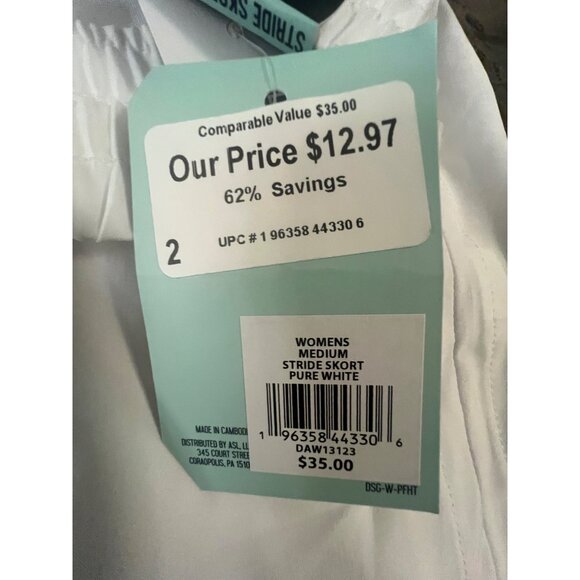 STRIDE SKO
Comparable Value $35.00
Our Price $12.97
62% Savings
UPC # 1 96358 44330 6
2
WOMENS
MEDIUM
STRIDE SKORT
PURE WHITE
1 96358 44330 6
DAW13123
$35.00
MADE IN CAMBODI
DISTRIBUTED BY ASL, LL
345 COURT STREE
CORAOPOLIS, PA 1510
DSG-W-PFHT